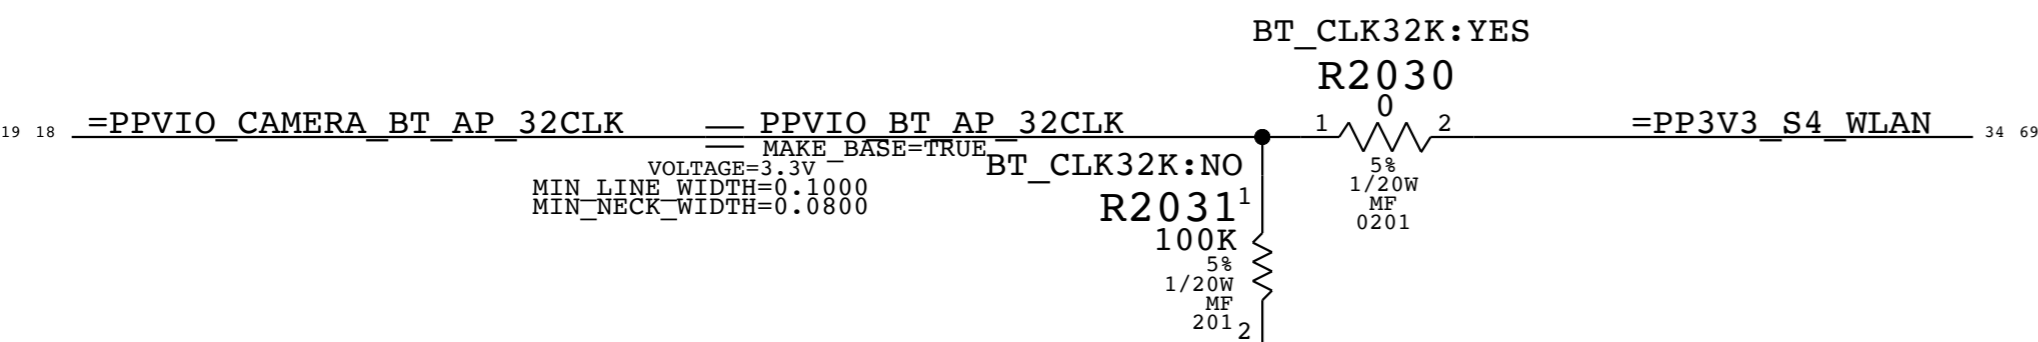 BT_CLK32K:YES
R2030
0
19 18 =PPVIO_CAMERA_BT_AP_32CLK PPVIO_BT_AP_32CLK 1 2 =PP3V3_S4_WLAN 34 69
MAKE_BASE=TRUE
VOLTAGE=3.3V
MIN_LINE_WIDTH=0.1000
MIN_NECK_WIDTH=0.0800
5%
1/20W
MF
0201
BT_CLK32K:NO
R2031 1
100K
5%
1/20W
MF
201 2